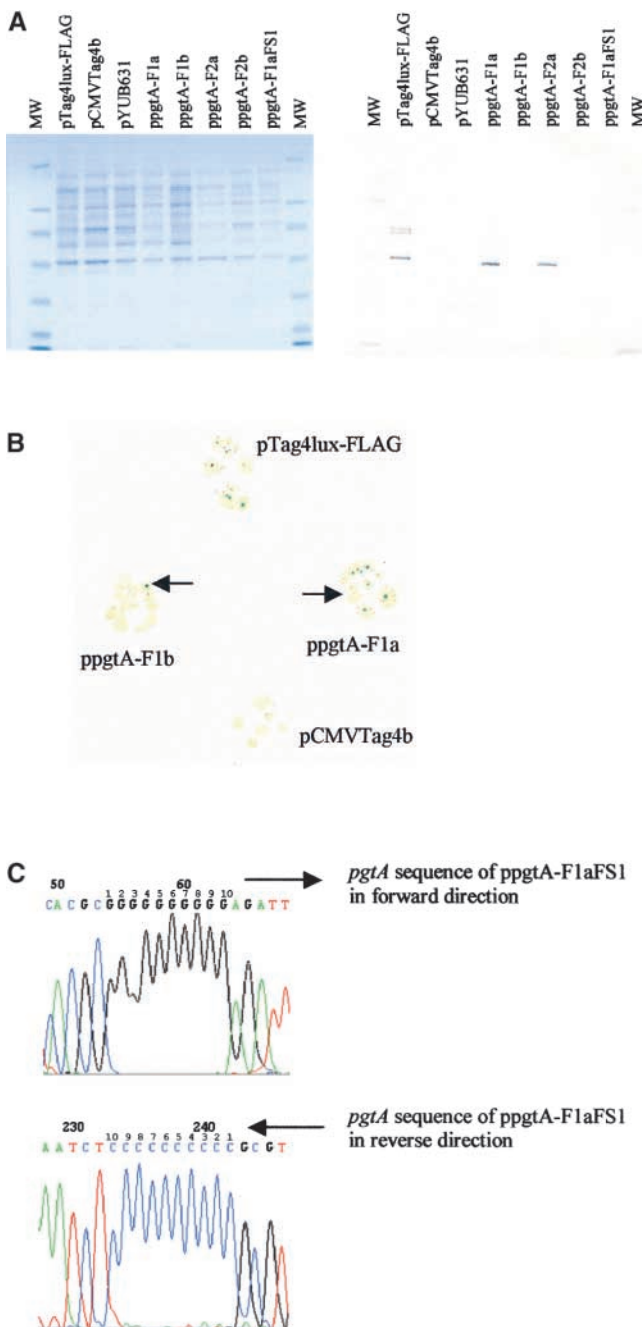 A
MW
pTag4lux-FLAG
pCMVTag4b
pYUB631
ppgtA-F1a
ppgtA-F1b
ppgtA-F2a
ppgtA-F2b
ppgtA-F1aFS1
MW
MW
pTag4lux-FLAG
pCMVTag4b
pYUB631
ppgtA-F1a
ppgtA-F1b
ppgtA-F2a
ppgtA-F2b
ppgtA-F1aFS1
MW
B
pTag4lux-FLAG
ppgtA-F1b
ppgtA-F1a
pCMVTag4b
C
50 60
1 2 3 4 5 6 7 8 9 10
C A C G C G G G G G G G G G G A G A T T
pgtA sequence of ppgtA-F1aFS1
in forward direction
230 240
10 9 8 7 6 5 4 3 2 1
A A T C T C C C C C C C C C C G C G T
pgtA sequence of ppgtA-F1aFS1
in reverse direction